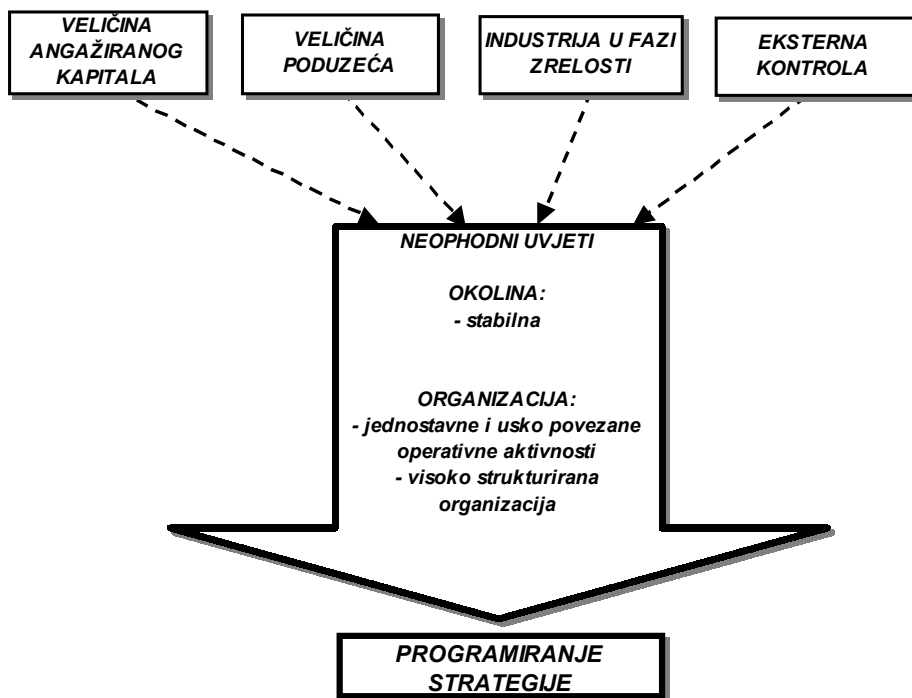 VELIČINA
ANGAŽIRANOG
KAPITALA
VELIČINA
PODUZEĆA
INDUSTRIJA U FAZI
ZRELOSTI
EKSTERNA
KONTROLA
NEOPHODNI UVJETI
OKOLINA:
- stabilna
ORGANIZACIJA:
- jednostavne i usko povezane
operativne aktivnosti
- visoko strukturirana
organizacija
PROGRAMIRANJE
STRATEGIJE